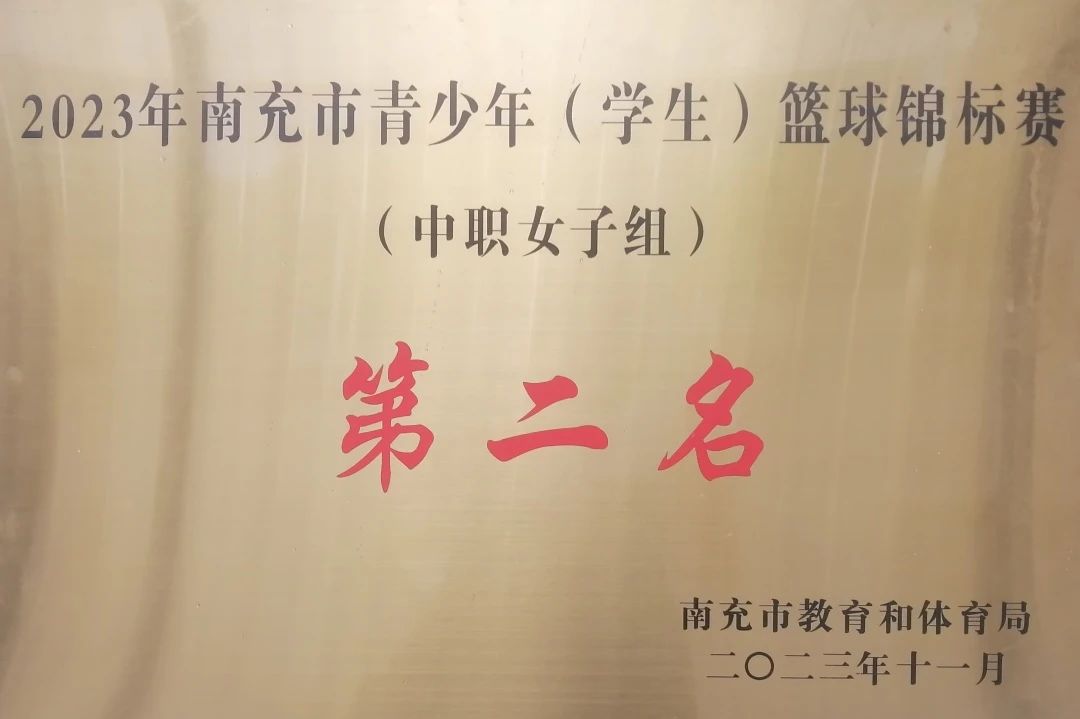 2023年南充市青少年（学生）篮球锦标赛
（中职女子组）
第二名
南充市教育和体育局
二〇二三年十一月